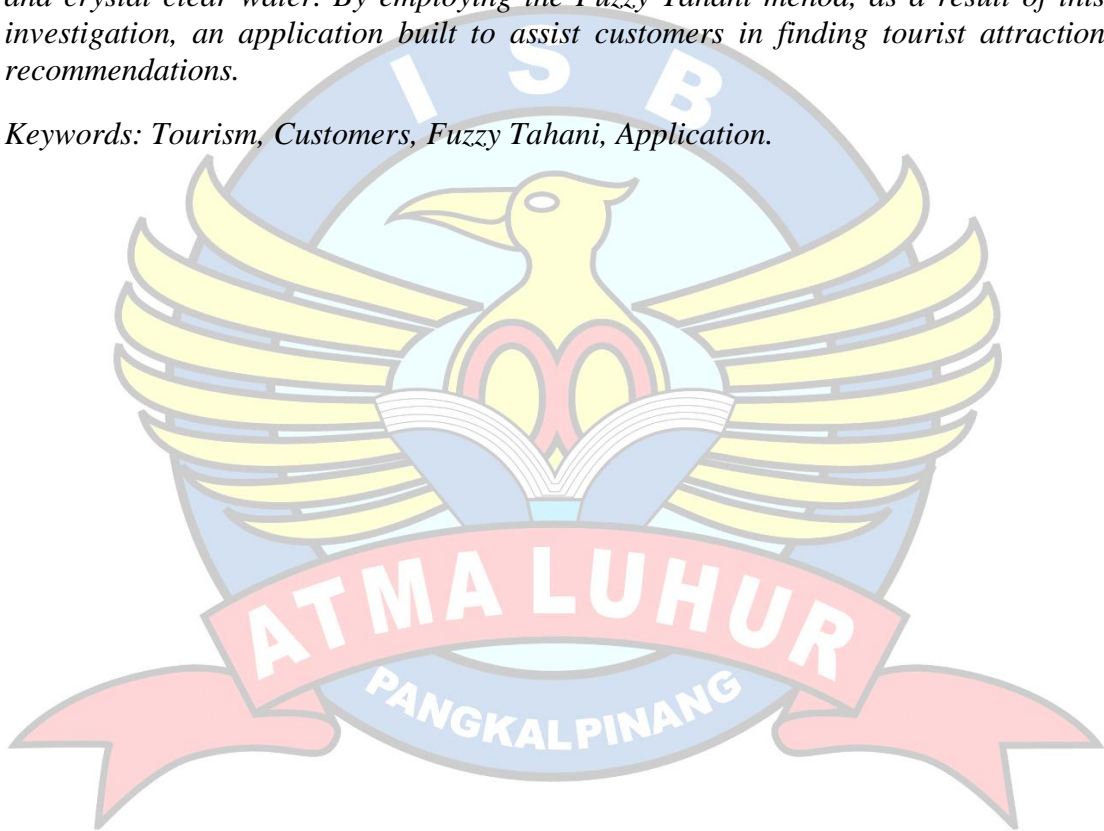 and crystal clear water. By employing the Fuzzy Tahani method, as a result of this
investigation, an application built to assist customers in finding tourist attraction
recommendations.
Keywords: Tourism, Customers, Fuzzy Tahani, Application.
I S B
ATMA LUHUR
PANGKALPINANG